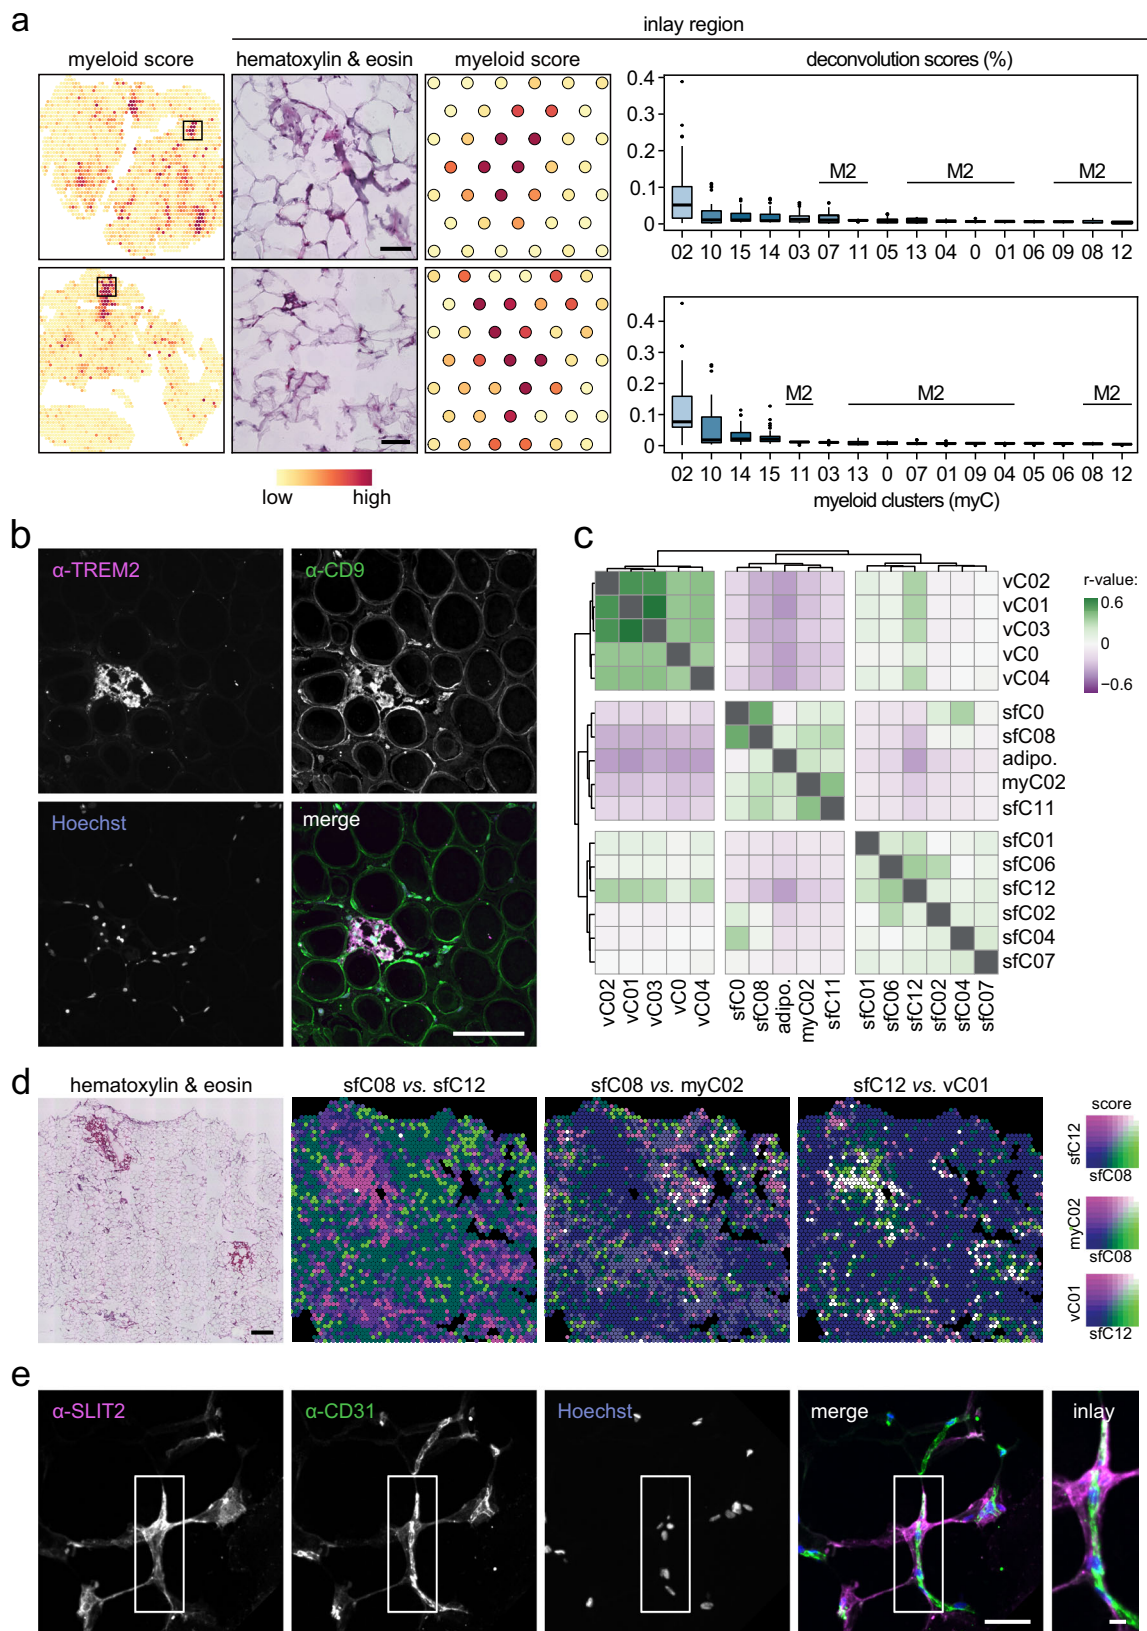 a
inlay region
myeloid score
hematoxylin & eosin
myeloid score
deconvolution scores (%)
0.4
0.3
0.2
0.1
0
M2
M2
M2
02 10 15 14 03 07 11 05 13 04 0 01 06 09 08 12
0.4
0.3
0.2
0.1
0
M2
M2
M2
02 10 14 15 11 03 13 0 07 01 09 04 05 06 08 12
myeloid clusters (myC)
low high
b
α-TREM2
α-CD9
Hoechst
merge
c
r-value:
0.6
0
−0.6
vC02
vC01
vC03
vC0
vC04
sfC0
sfC08
adipo.
myC02
sfC11
sfC01
sfC06
sfC12
sfC02
sfC04
sfC07
vC02
vC01
vC03
vC0
vC04
sfC0
sfC08
adipo.
myC02
sfC11
sfC01
sfC06
sfC12
sfC02
sfC04
sfC07
d
hematoxylin & eosin
sfC08 vs. sfC12
sfC08 vs. myC02
sfC12 vs. vC01
score
sfC12
sfC08
myC02
sfC08
vC01
sfC12
e
α-SLIT2
α-CD31
Hoechst
merge
inlay